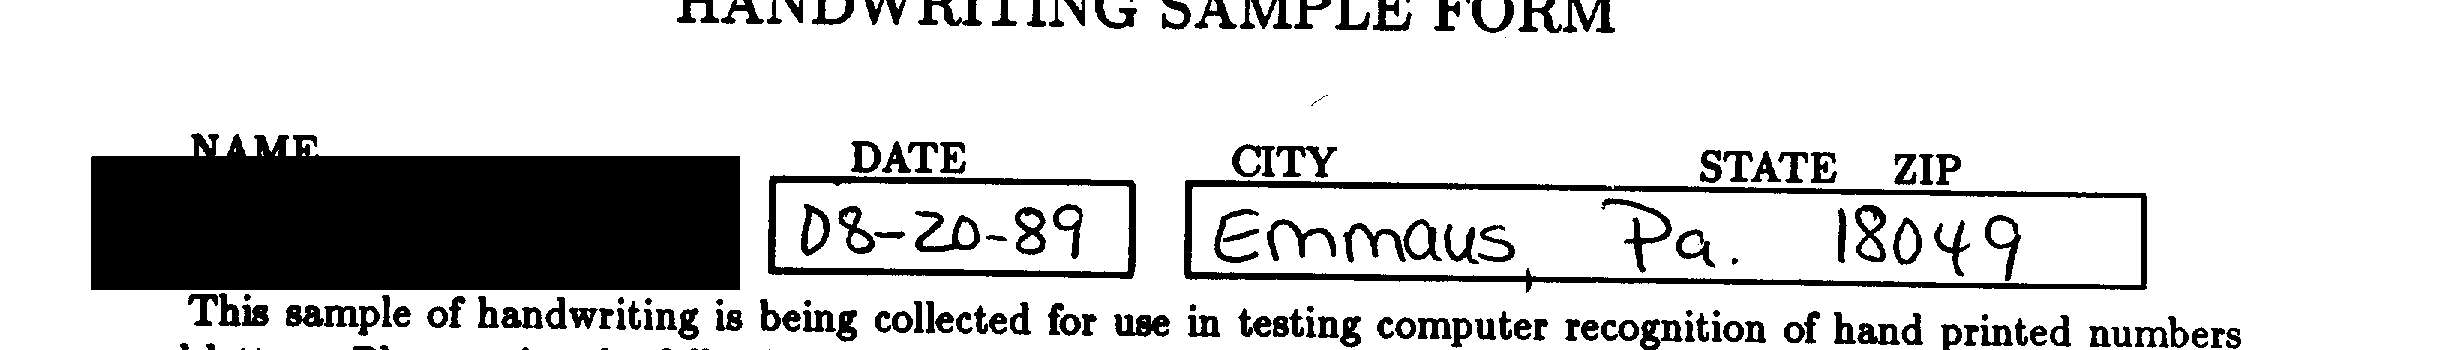 HANDWRITING SAMPLE FORM
NAME DATE CITY STATE ZIP
08-20-89 Emmaus, Pa. 18049
This sample of handwriting is being collected for use in testing computer recognition of hand printed numbers